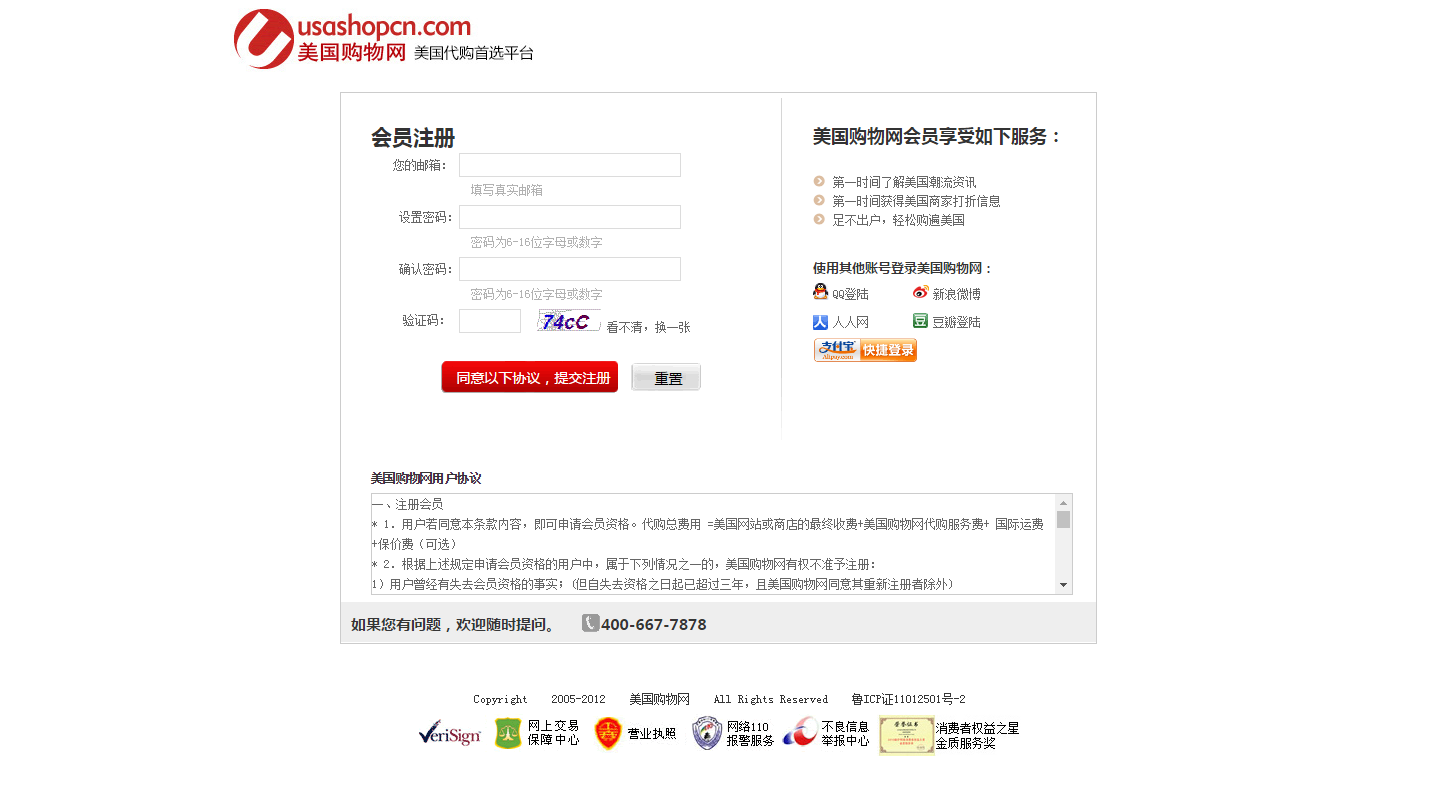 usashopcn.com
美国购物网 美国代购首选平台
会员注册
您的邮箱：
填写真实邮箱
设置密码：
密码为6-16位字母或数字
确认密码：
密码为6-16位字母或数字
验证码：
74cC 看不清，换一张
同意以下协议，提交注册 重置
美国购物网会员享受如下服务：
第一时间了解美国潮流资讯
第一时间获得美国商家打折信息
足不出户，轻松购遍美国
使用其他账号登录美国购物网：
QQ登陆 新浪微博
人人网 豆瓣登陆
支付宝 Alipay.com 快捷登录
美国购物网用户协议
一、注册会员
* 1．用户若同意本条款内容，即可申请会员资格。代购总费用 =美国网站或商店的最终收费+美国购物网代购服务费+ 国际运费
+保价费（可选）
* 2．根据上述规定申请会员资格的用户中，属于下列情况之一的，美国购物网有权不准予注册：
1）用户曾经有失去会员资格的事实；（但自失去资格之日起已超过三年，且美国购物网同意其重新注册者除外）
如果您有问题，欢迎随时提问。 400-667-7878
Copyright 2005-2012 美国购物网 All Rights Reserved 鲁ICP证11012501号-2
VeriSign
网上交易
保障中心
营业执照
网络110
报警服务
不良信息
举报中心
荣誉证书
消费者权益之星
金质服务奖